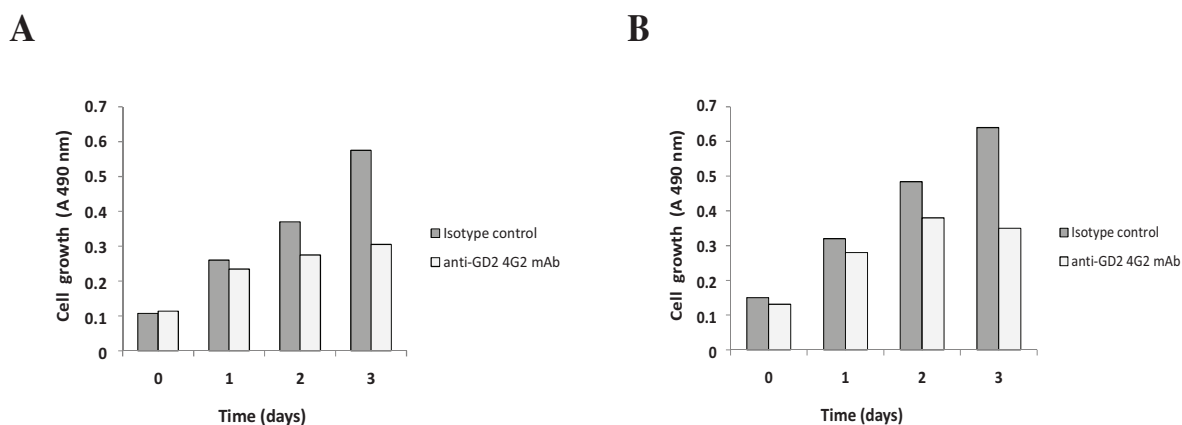 A
0.7
0.6
0.5
0.4
0.3
0.2
0.1
0
Cell growth (A 490 nm)
0 1 2 3
Time (days)
Isotype control
anti-GD2 4G2 mAb
B
0.7
0.6
0.5
0.4
0.3
0.2
0.1
0
Cell growth (A 490 nm)
0 1 2 3
Time (days)
Isotype control
anti-GD2 4G2 mAb